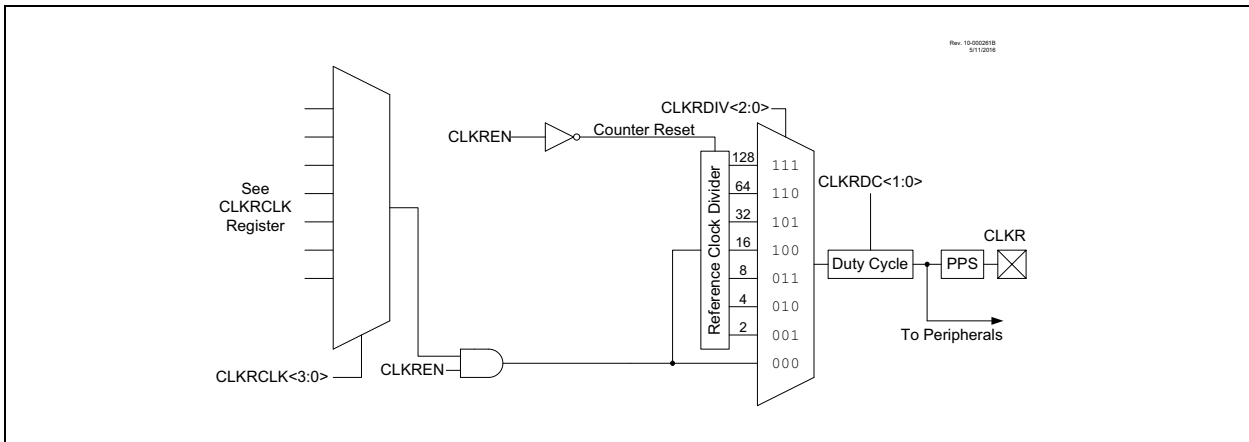 Rev. 10-000261B
5/11/2016
CLKRDIV<2:0>
CLKREN
Counter Reset
See
CLKRCLK
Register
Reference Clock Divider
128
111
64
110
32
101
16
100
8
011
4
010
2
001
000
CLKRDC<1:0>
Duty Cycle
PPS
CLKR
To Peripherals
CLKREN
CLKRCLK<3:0>